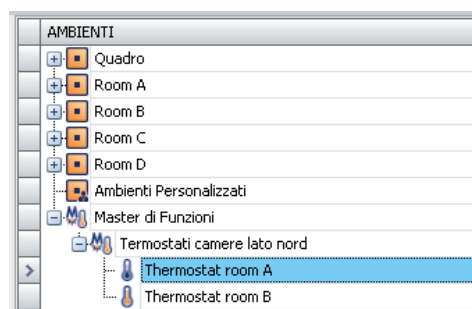 AMBIENTI
Quadro
Room A
Room B
Room C
Room D
Ambienti Personalizzati
Master di Funzioni
Termostati camere lato nord
Thermostat room A
Thermostat room B